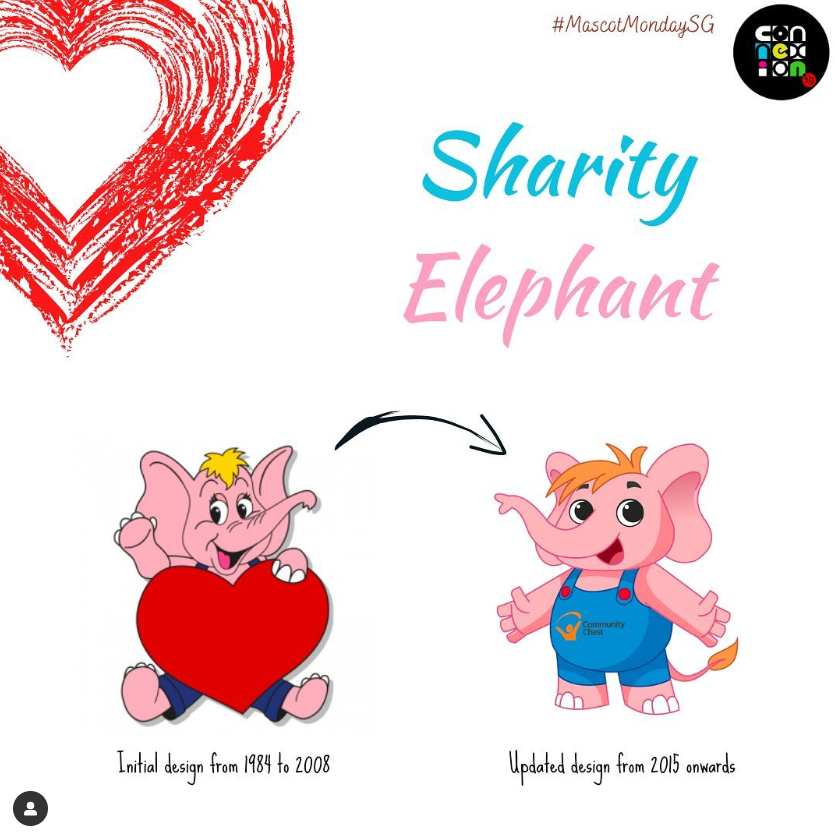 #MascotMondaySG
con
nex
ion
SG
Sharity
Elephant
Community
Chest
Initial design from 1984 to 2008
Updated design from 2015 onwards